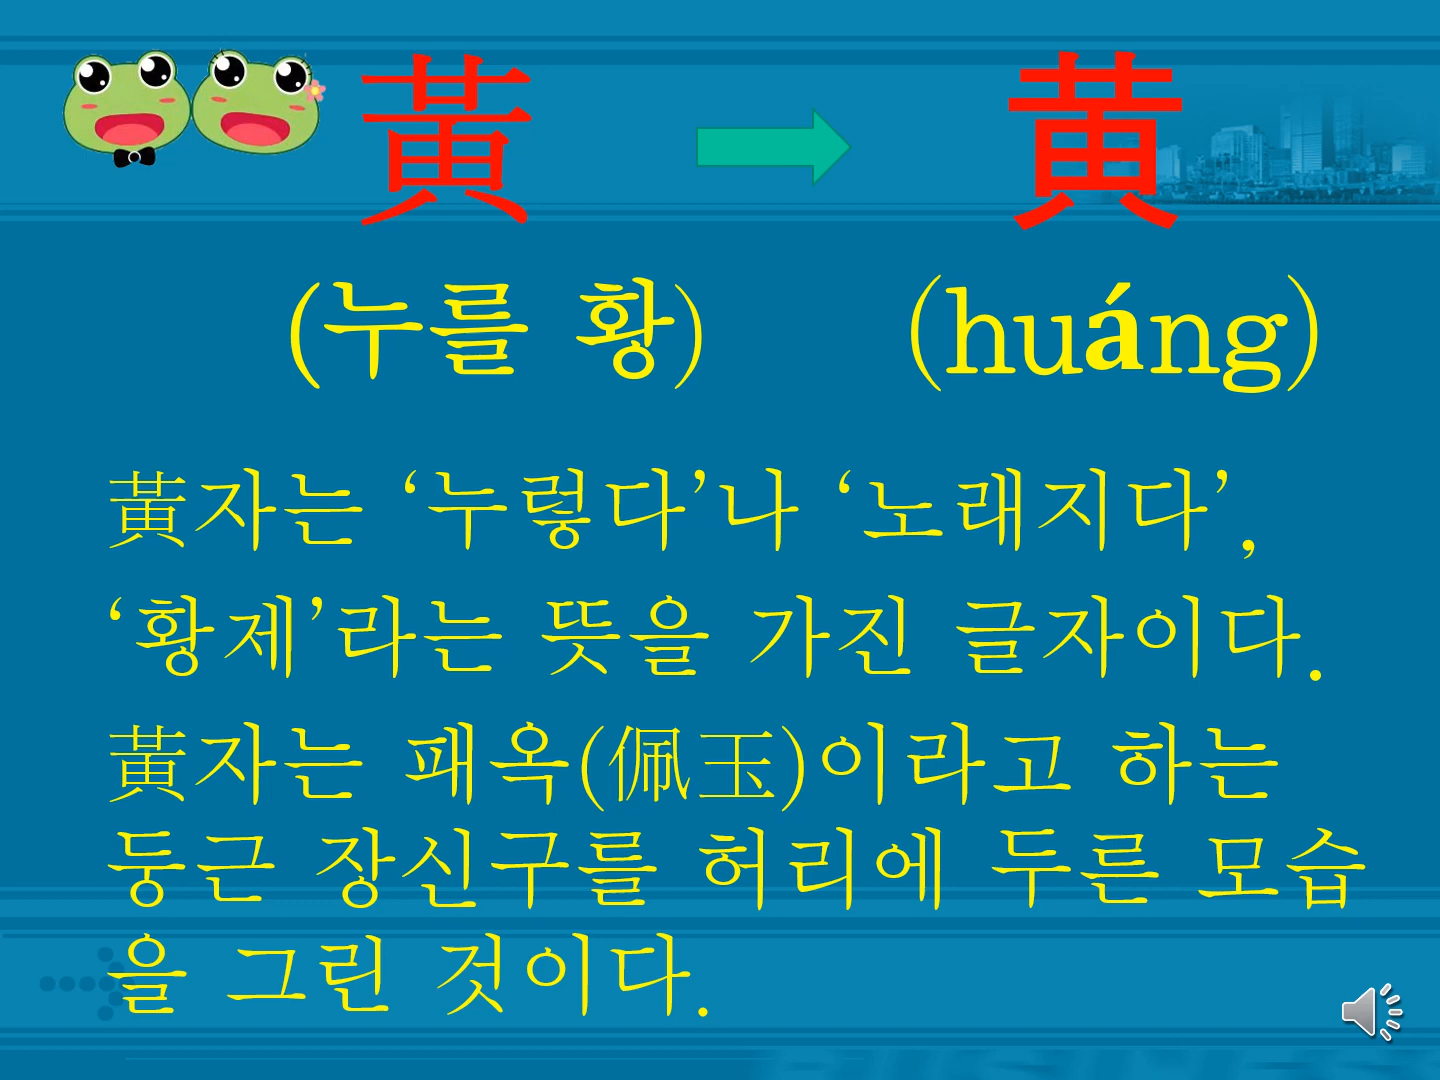 黃 黄
(누를 황) (huáng)
黃자는 ‘누렇다’나 ‘노래지다’,
‘황제’라는 뜻을 가진 글자이다.
黃자는 패옥(佩玉)이라고 하는
둥근 장신구를 허리에 두른 모습
을 그린 것이다.
BUSINESS